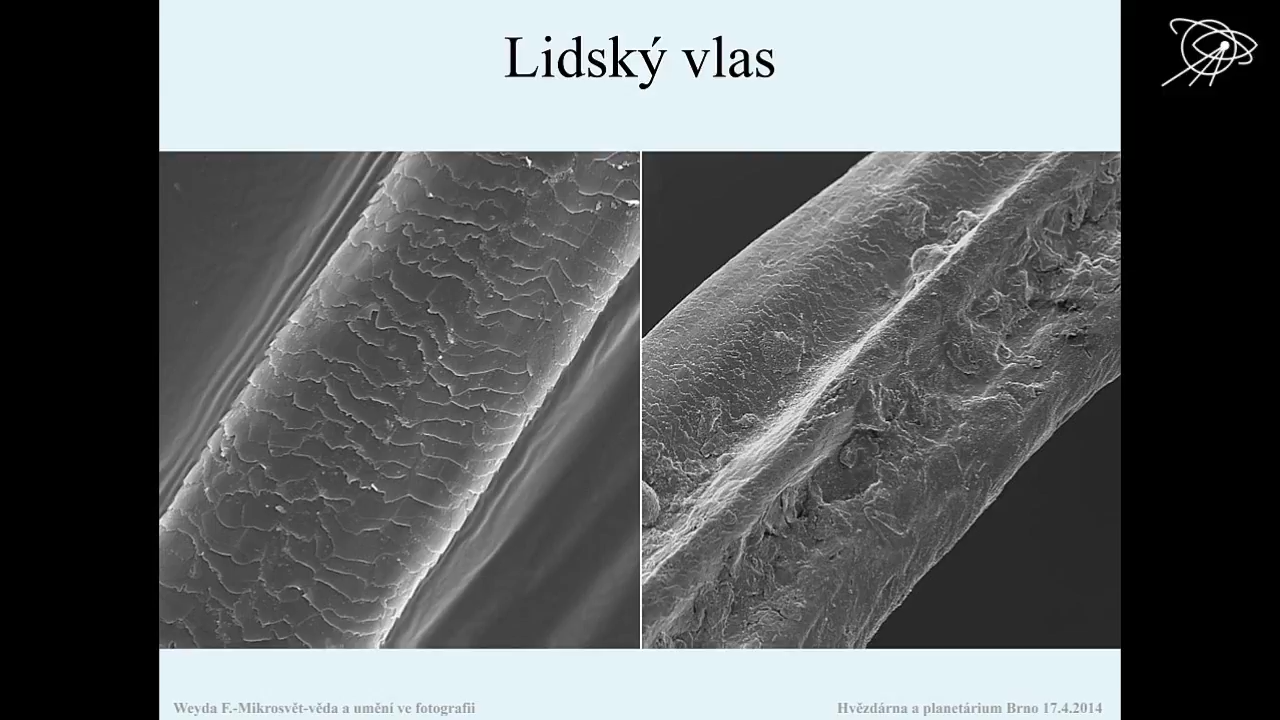 Lidský vlas
Weyda F.-Mikrosvět-věda a umění ve fotografii
Hvězdárna a planetárium Brno 17.4.2014